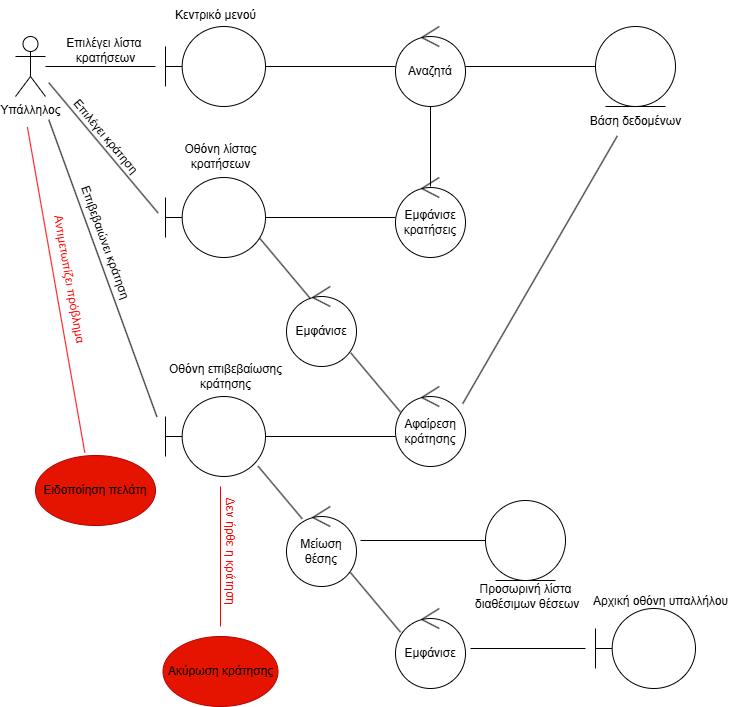 Κεντρικό μενού
Επιλέγει λίστα
κρατήσεων
Αναζητά
Υπάλληλος
Βάση δεδομένων
Επιλέγει κράτηση
Οθόνη λίστας
κρατήσεων
Εμφάνισε
κρατήσεις
Επιβεβαιώνει κράτηση
Αντιμετωπίζει πρόβλημα
Εμφάνισε
Οθόνη επιβεβαίωσης
κράτησης
Αφαίρεση
κράτησης
Ειδοποίηση πελάτη
Δεν ήρθε η κράτηση
Μείωση
θέσης
Προσωρινή λίστα
διαθέσιμων θέσεων
Αρχική οθόνη υπαλλήλου
Εμφάνισε
Ακύρωση κράτησης